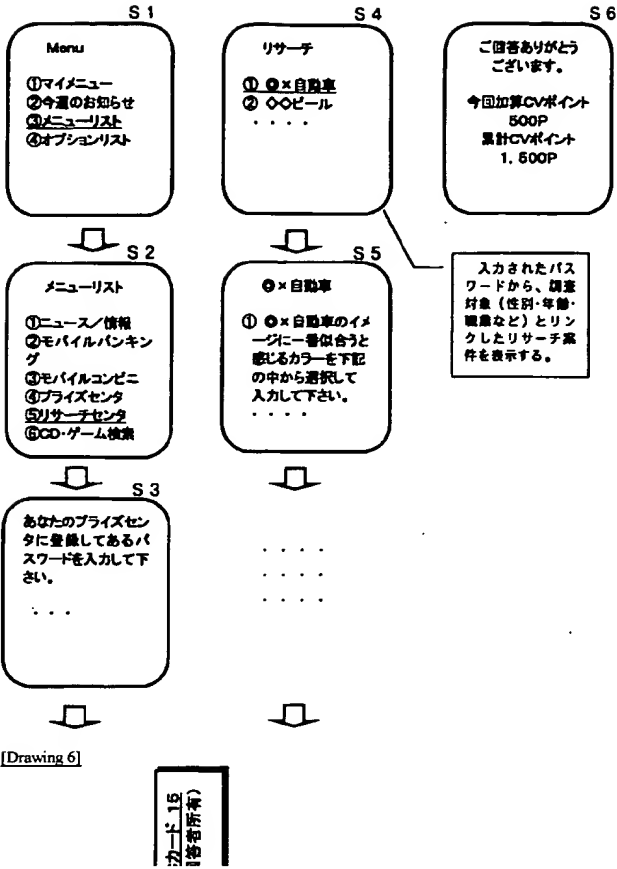 S 1
Menu
①マイメニュー
②今週のお知らせ
③メニューリスト
④オプションリスト
S 2
メニューリスト
①ニュース／情報
②モバイルバンキン
グ
③モバイルコンビニ
④プライズセンタ
⑤リサーチセンタ
⑥CD・ゲーム検索
S 3
あなたのプライズセン
タに登録してあるパ
スワードを入力して下
さい。
. . .
S 4
リサーチ
① ◎×自動車
② ◇◇ビール
. . . .
S 5
◎×自動車
① ◎×自動車のイメ
ージに一番似合うと
感じるカラーを下記
の中から選択して
入力して下さい。
. . . .
. . . .
. . . .
. . . .
S 6
ご回答ありがとう
ございます。
今回加算CVポイント
500P
累計CVポイント
1．500P
入力されたパス
ワードから、調査
対象（性別・年齢・
職業など）とリン
クしたリサーチ案
件を表示する。
[Drawing 6]
カード 15
答者所有）